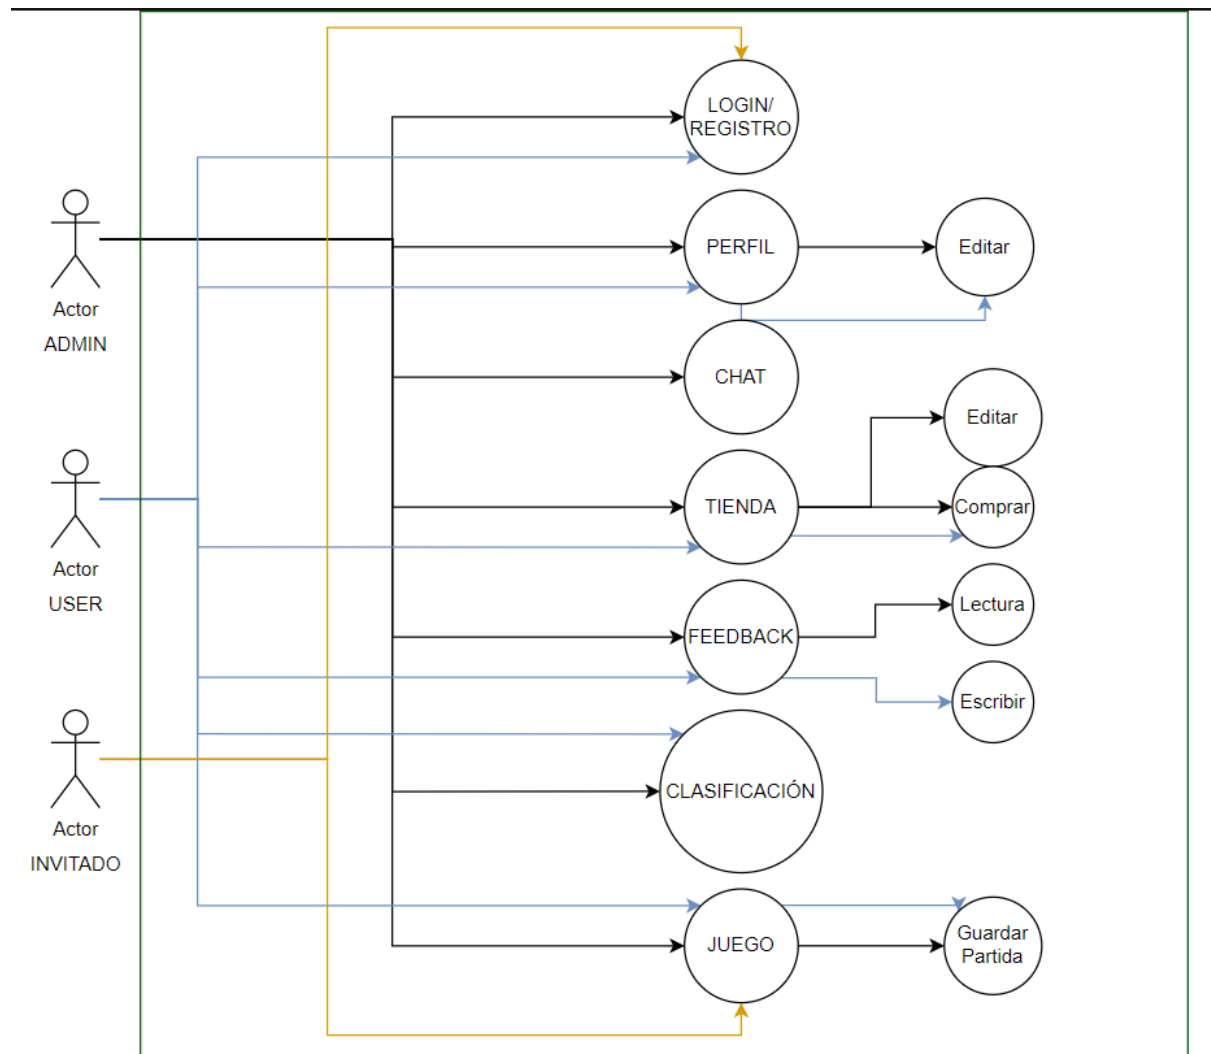 LOGIN/
REGISTRO
PERFIL
Editar
Actor
ADMIN
CHAT
Editar
TIENDA
Comprar
Actor
USER
Lectura
FEEDBACK
Escribir
CLASIFICACIÓN
Actor
INVITADO
JUEGO
Guardar
Partida